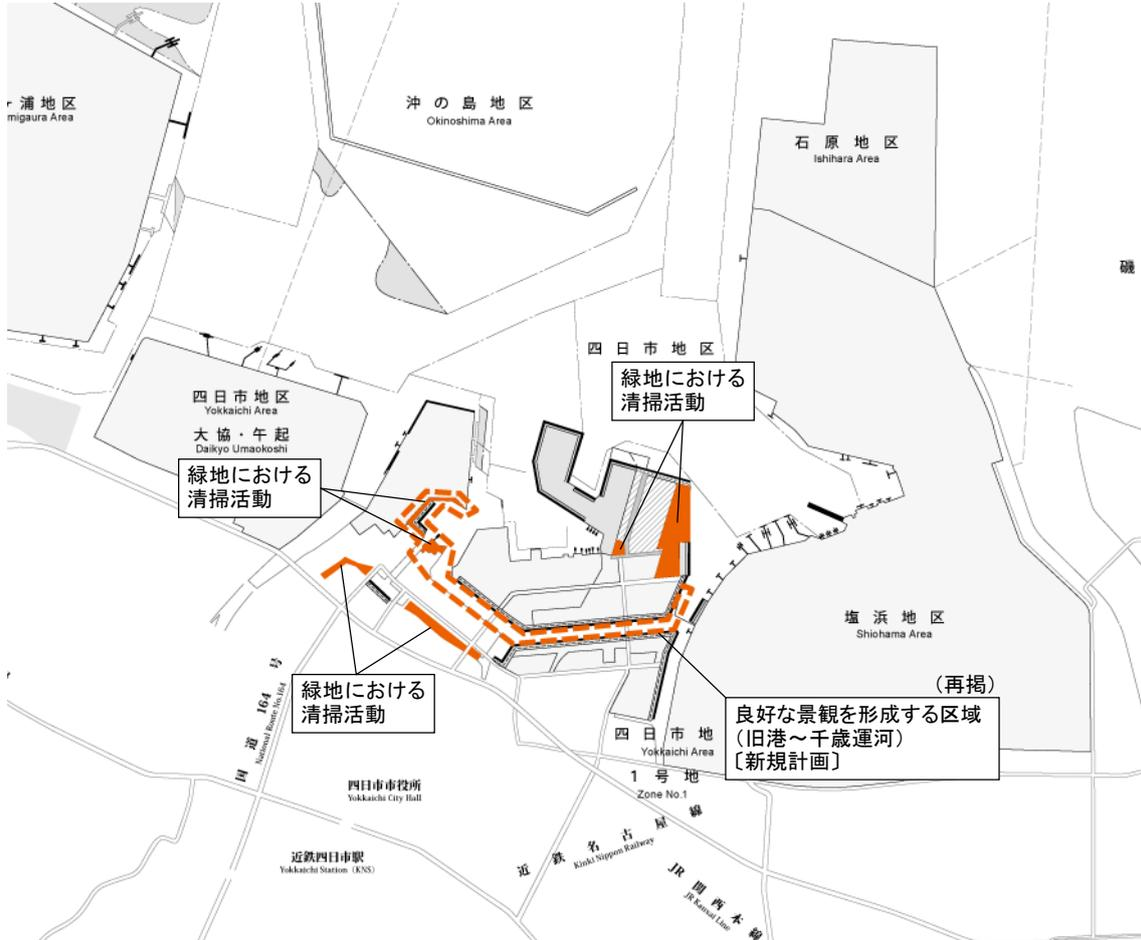 浦地区
migaura Area
沖の島地区
Okinoshima Area
石原地区
Ishihara Area
磯
四日市地区
緑地における
清掃活動
四日市地区
Yokkaichi Area
大協・午起
Daikyo Umaokoshi
緑地における
清掃活動
塩浜地区
Shiohama Area
緑地における
清掃活動
(再掲)
良好な景観を形成する区域
(旧港~千歳運河)
〔新規計画〕
四日市地
Yokkaichi Area
1号地
Zone No.1
国道164号
National Route No.164
四日市市役所
Yokkaichi City Hall
近鉄四日市駅
Yokkaichi Station (KNS)
近鉄名古屋線
Kinki Nippon Railway
JR関西本線
JR Kansai Line